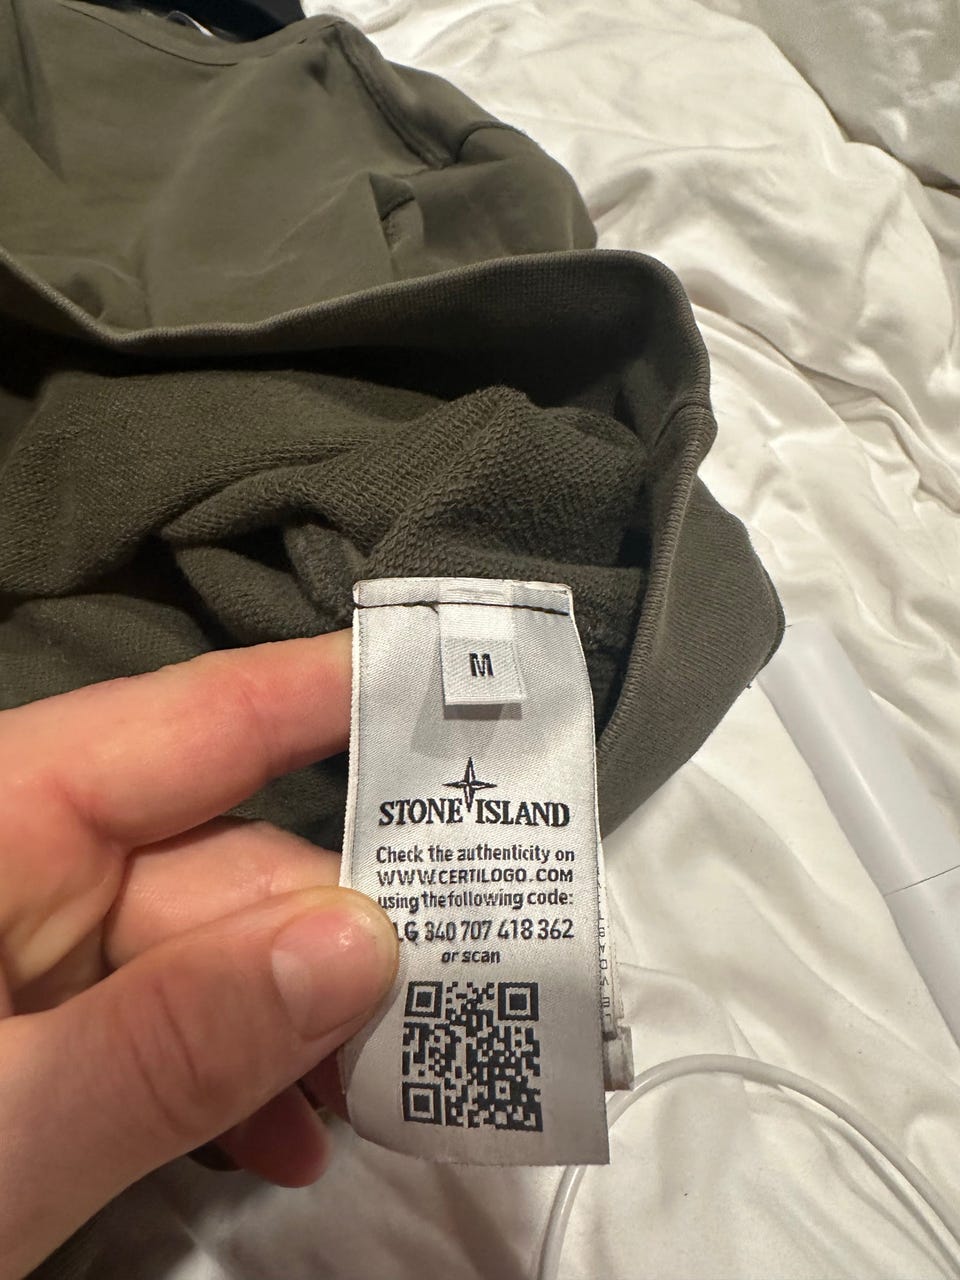 M
STONE ISLAND
Check the authenticity on
WWW.CERTILOGO.COM
using the following code:
LG 340 707 418 362
or scan